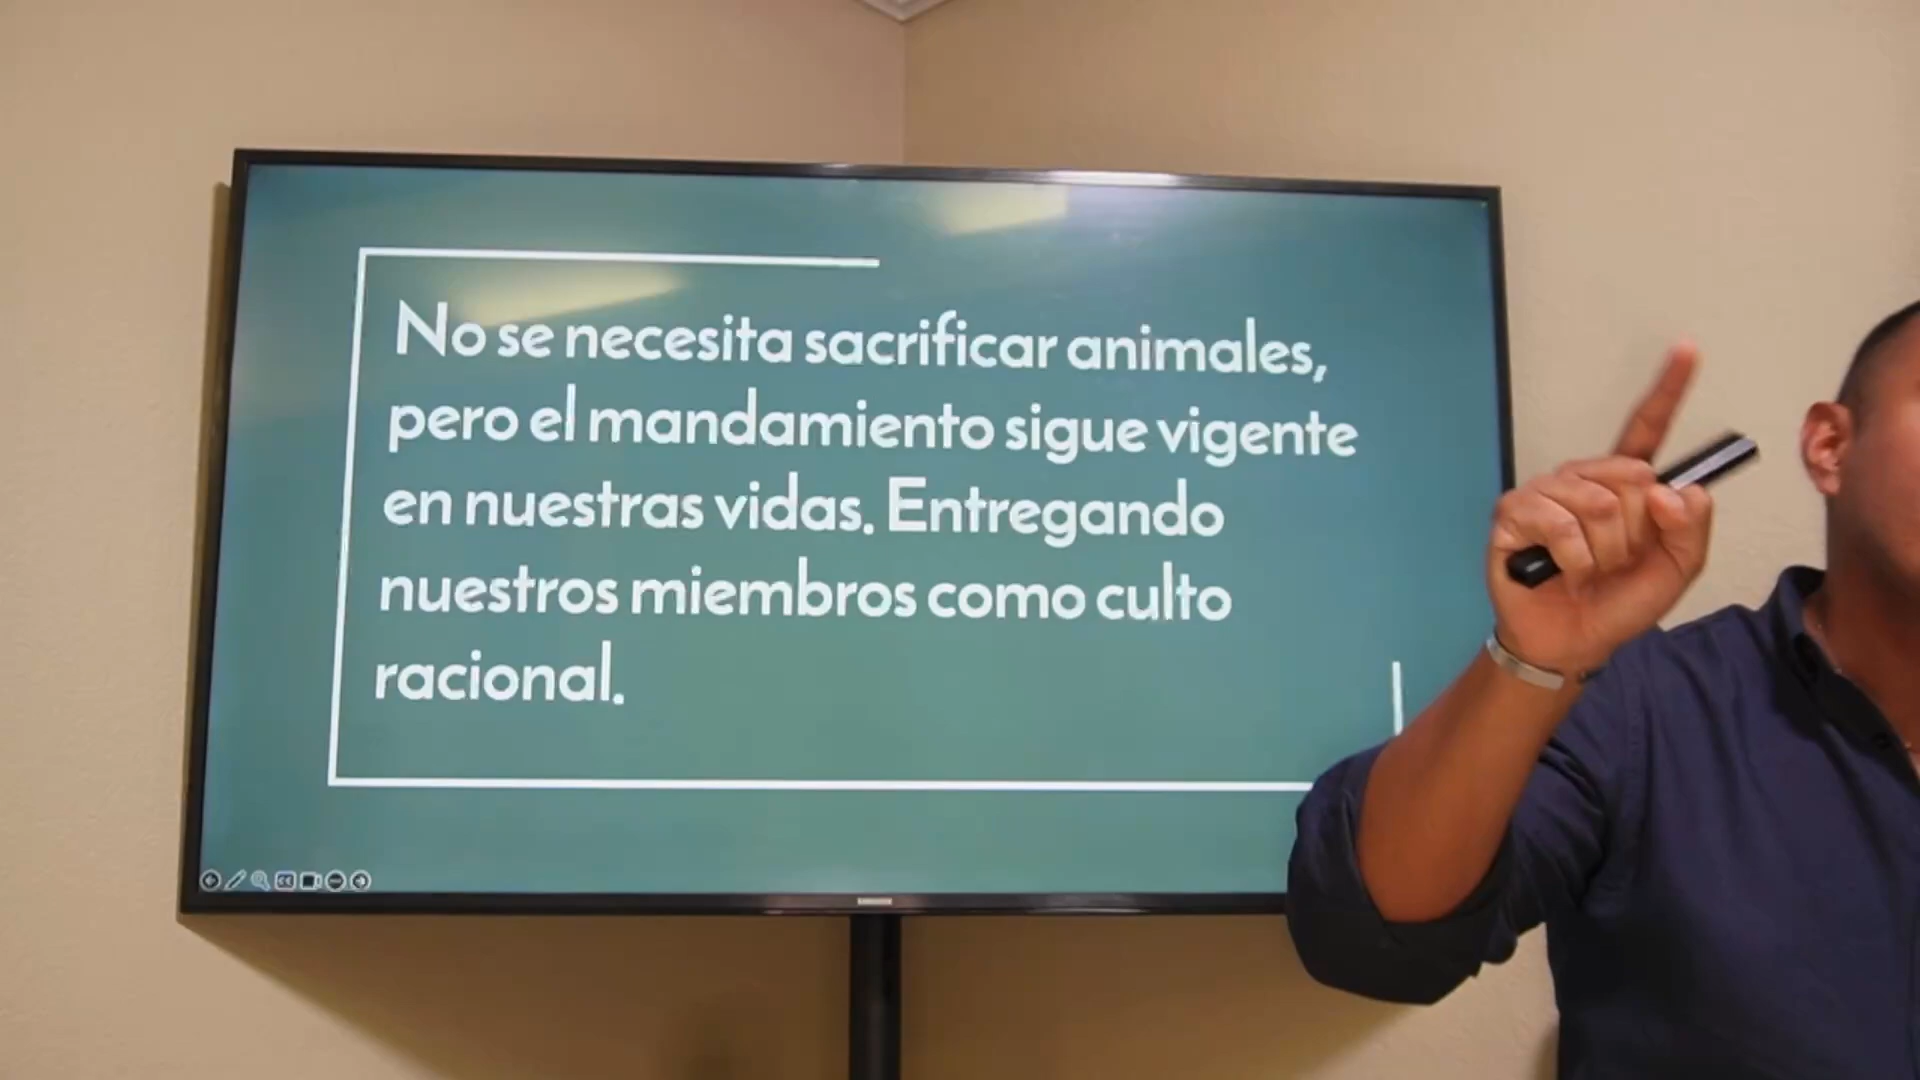 No se necesita sacrificar animales,
pero el mandamiento sigue vigente
en nuestras vidas. Entregando
nuestros miembros como culto
racional.